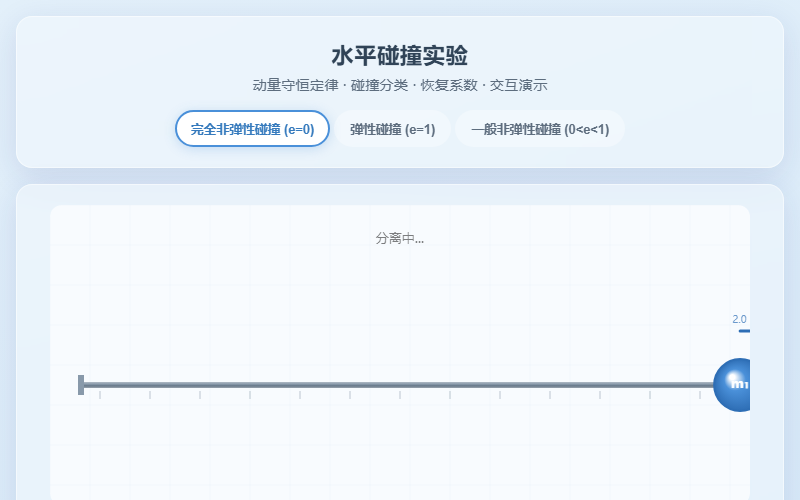 水平碰撞实验
动量守恒定律 · 碰撞分类 · 恢复系数 · 交互演示
完全非弹性碰撞 (e=0)
弹性碰撞 (e=1)
一般非弹性碰撞 (0<e<1)
分离中...
2.0
m₁